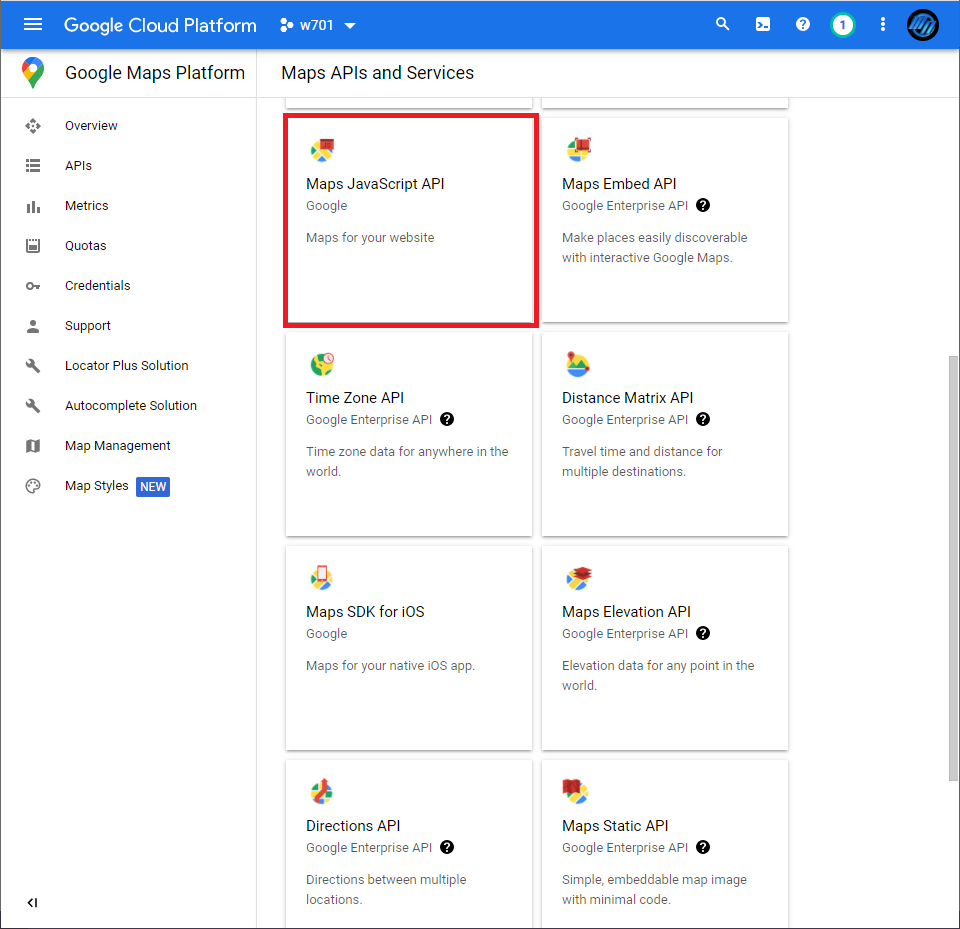 Google Cloud Platform
w701
1
Google Maps Platform
Maps APIs and Services
Overview
APIs
Metrics
Quotas
Credentials
Support
Locator Plus Solution
Autocomplete Solution
Map Management
Map Styles NEW
Maps JavaScript API
Google
Maps for your website
Maps Embed API
Google Enterprise API
Make places easily discoverable
with interactive Google Maps.
Time Zone API
Google Enterprise API
Time zone data for anywhere in the
world.
Distance Matrix API
Google Enterprise API
Travel time and distance for
multiple destinations.
Maps SDK for iOS
Google
Maps for your native iOS app.
Maps Elevation API
Google Enterprise API
Elevation data for any point in the
world.
Directions API
Google Enterprise API
Directions between multiple
locations.
Maps Static API
Google Enterprise API
Simple, embeddable map image
with minimal code.